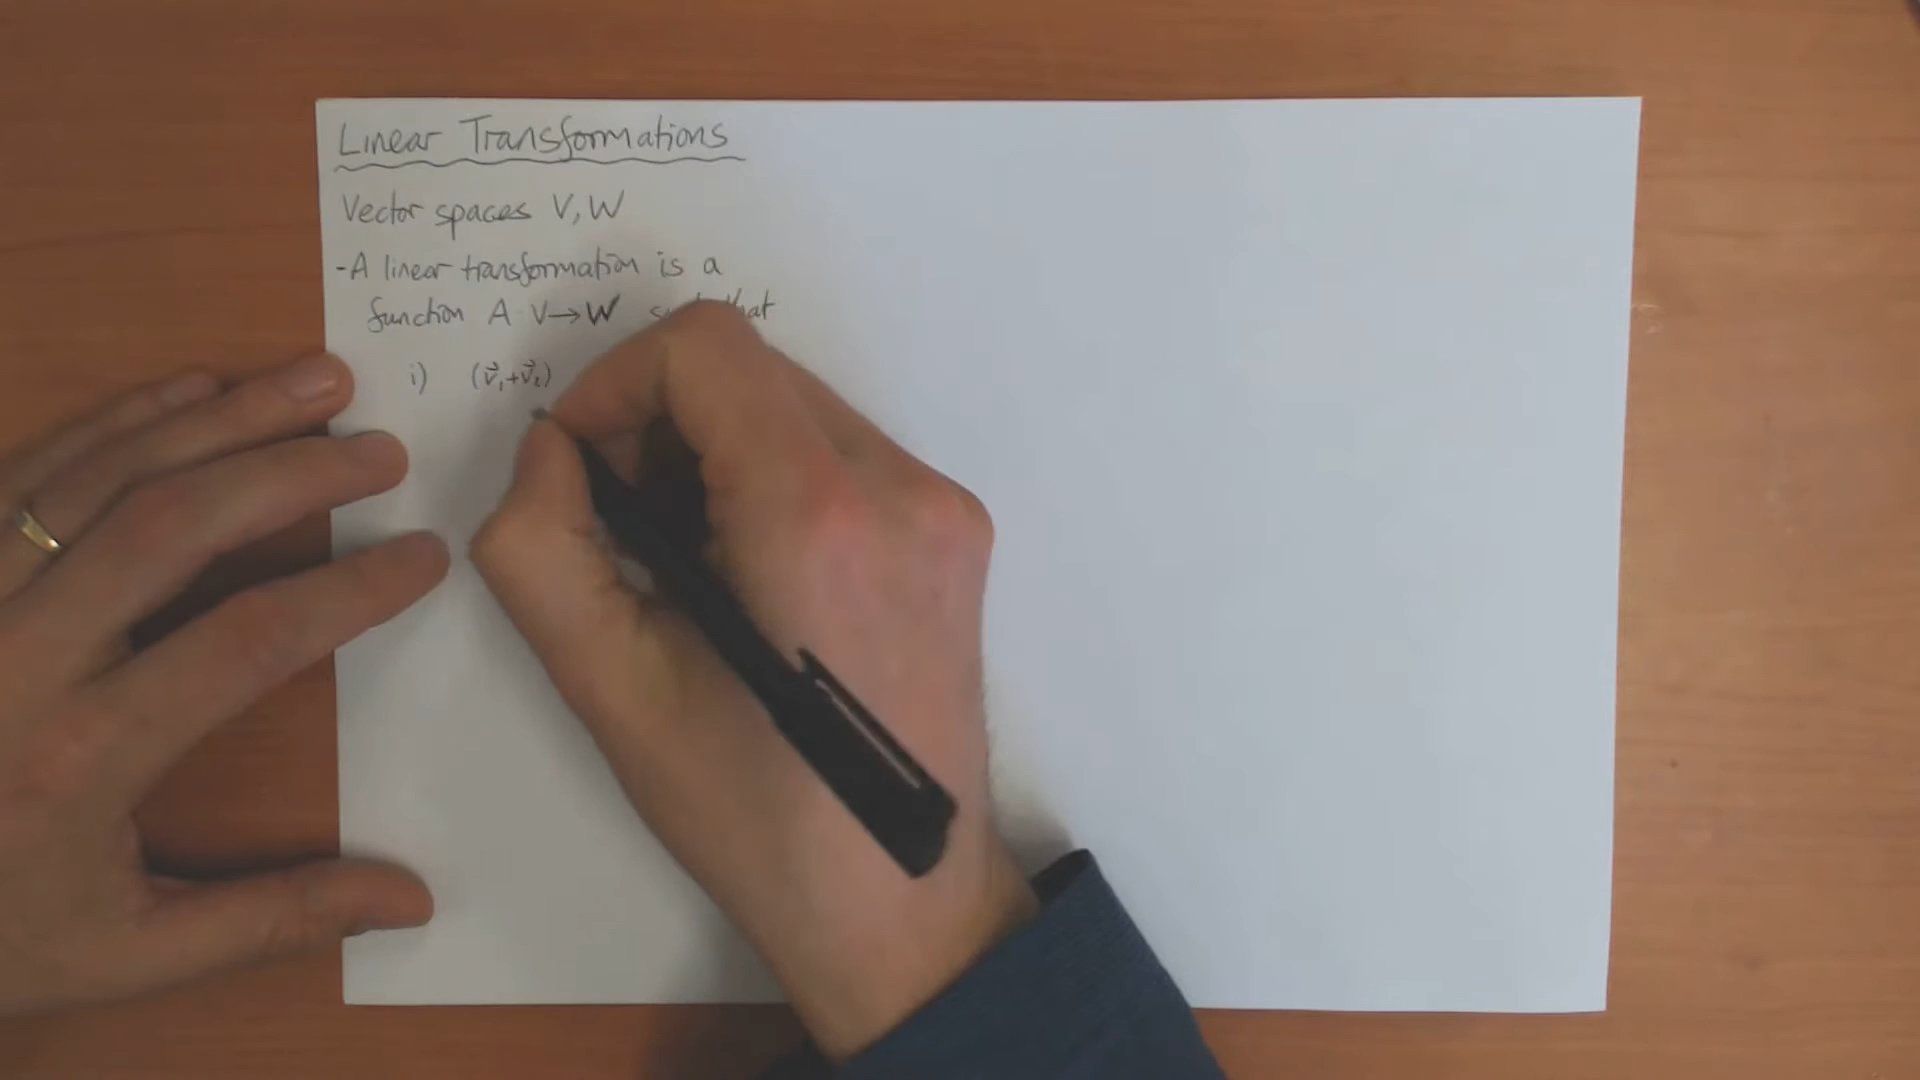 Linear Transformations
Vector spaces V, W
-A linear transformation is a
function A V→W
i) (v⃗₁+v⃗₂)